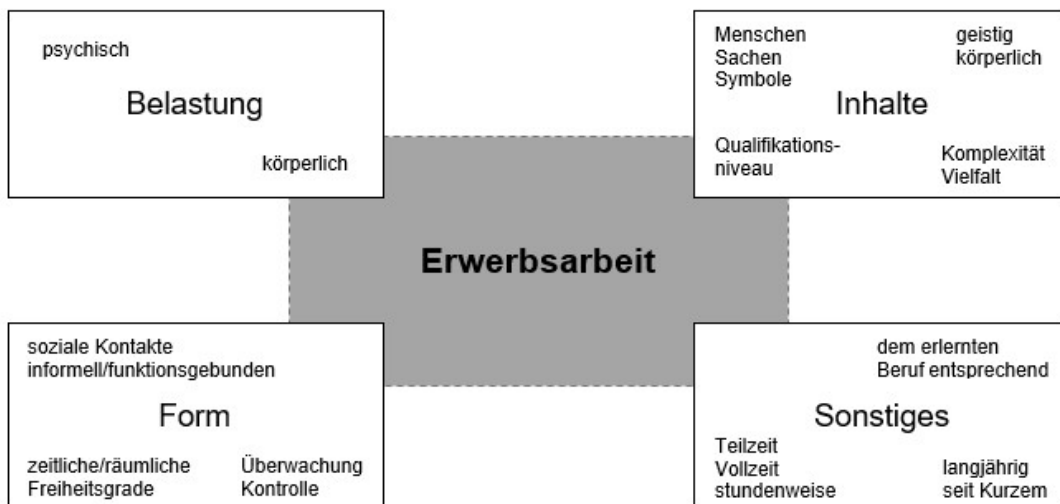 psychisch
Belastung
körperlich
Menschen
Sachen
Symbole
geistig
körperlich
Inhalte
Qualifikations-
niveau
Komplexität
Vielfalt
Erwerbsarbeit
soziale Kontakte
informell/funktionsgebunden
Form
zeitliche/räumliche
Freiheitsgrade
Überwachung
Kontrolle
dem erlernten
Beruf entsprechend
Sonstiges
Teilzeit
Vollzeit
stundenweise
langjährig
seit Kurzem